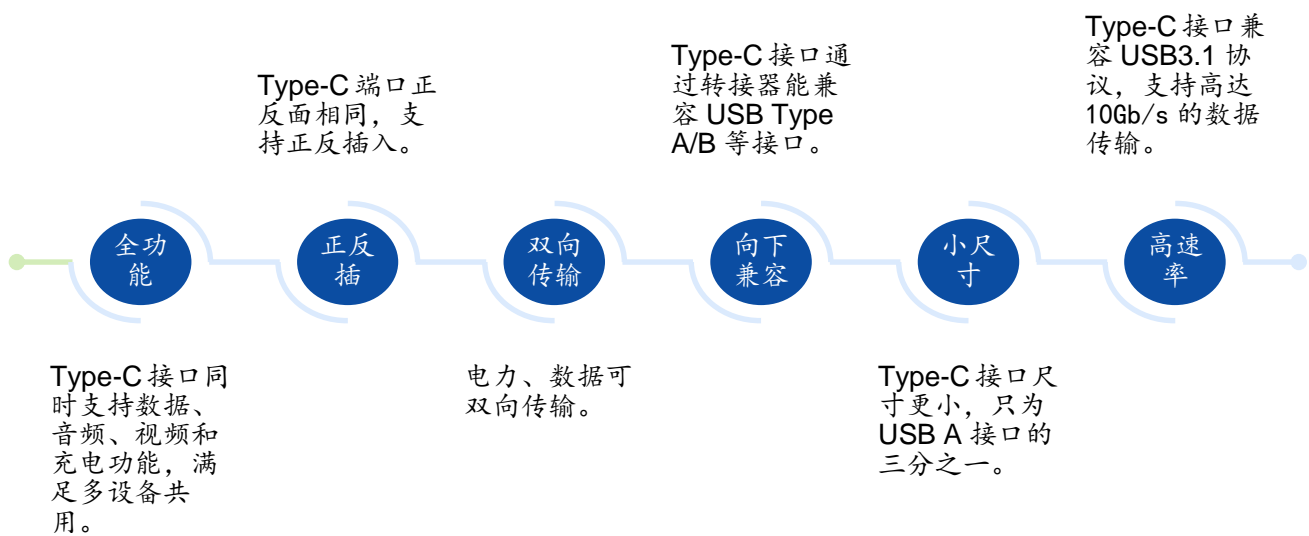 Type-C 接口兼
容 USB3.1 协
议，支持高达
10Gb/s 的数据
传输。
Type-C 接口通
过转接器能兼
容 USB Type
A/B 等接口。
Type-C 端口正
反面相同，支
持正反插入。
全功
能
正反
插
双向
传输
向下
兼容
小尺
寸
高速
率
Type-C 接口同
时支持数据、
音频、视频和
充电功能，满
足多设备共
用。
电力、数据可
双向传输。
Type-C 接口尺
寸更小，只为
USB A 接口的
三分之一。